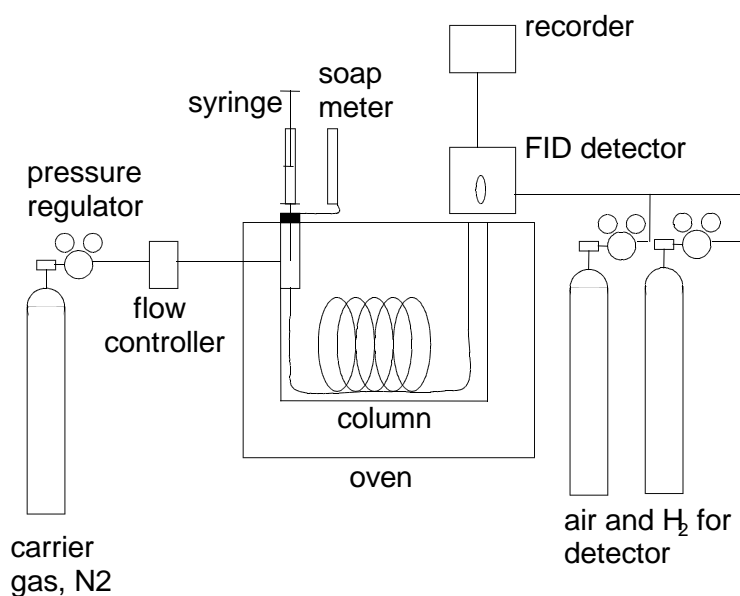 recorder
soap
meter
syringe
FID detector
pressure
regulator
flow
controller
column
oven
air and H₂ for
detector
carrier
gas, N2